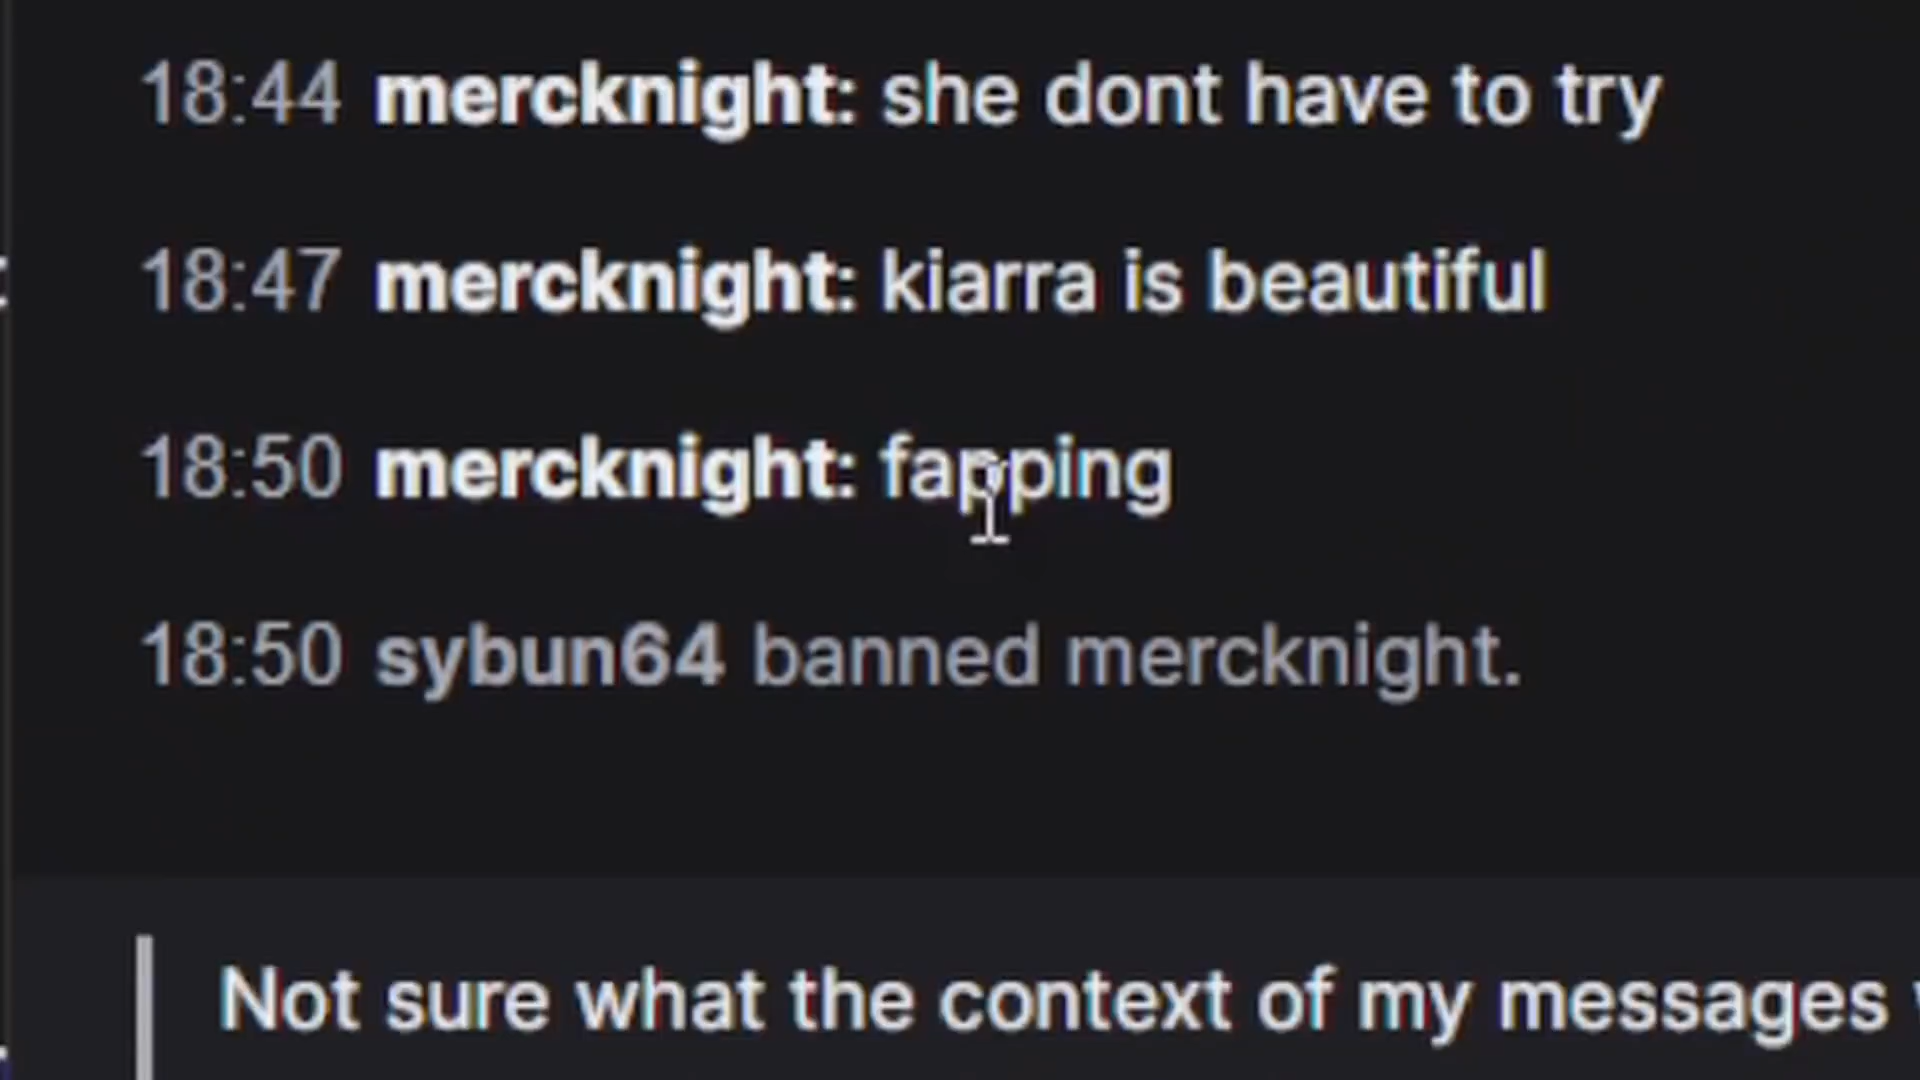 18:44 mercknight: she dont have to try
18:47 mercknight: kiarra is beautiful
18:50 mercknight: fapping
18:50 sybun64 banned mercknight.
Not sure what the context of my messages